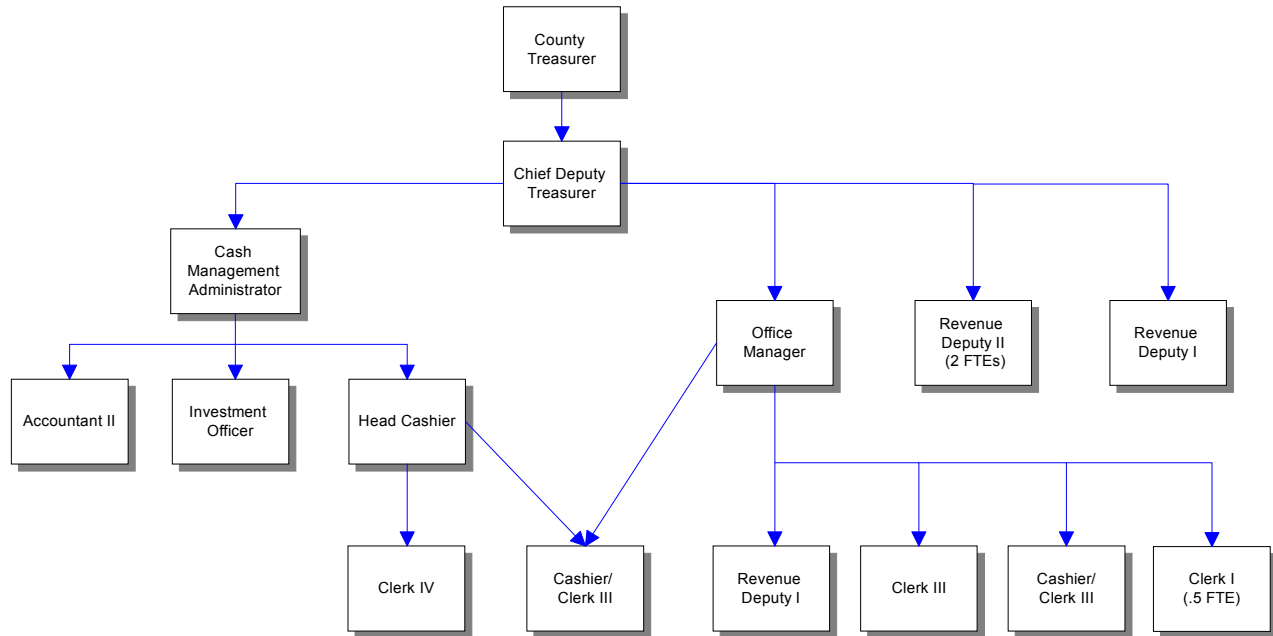 County
Treasurer
Chief Deputy
Treasurer
Cash
Management
Administrator
Office
Manager
Revenue
Deputy II
(2 FTEs)
Revenue
Deputy I
Accountant II
Investment
Officer
Head Cashier
Clerk IV
Cashier/
Clerk III
Revenue
Deputy I
Clerk III
Cashier/
Clerk III
Clerk I
(.5 FTE)